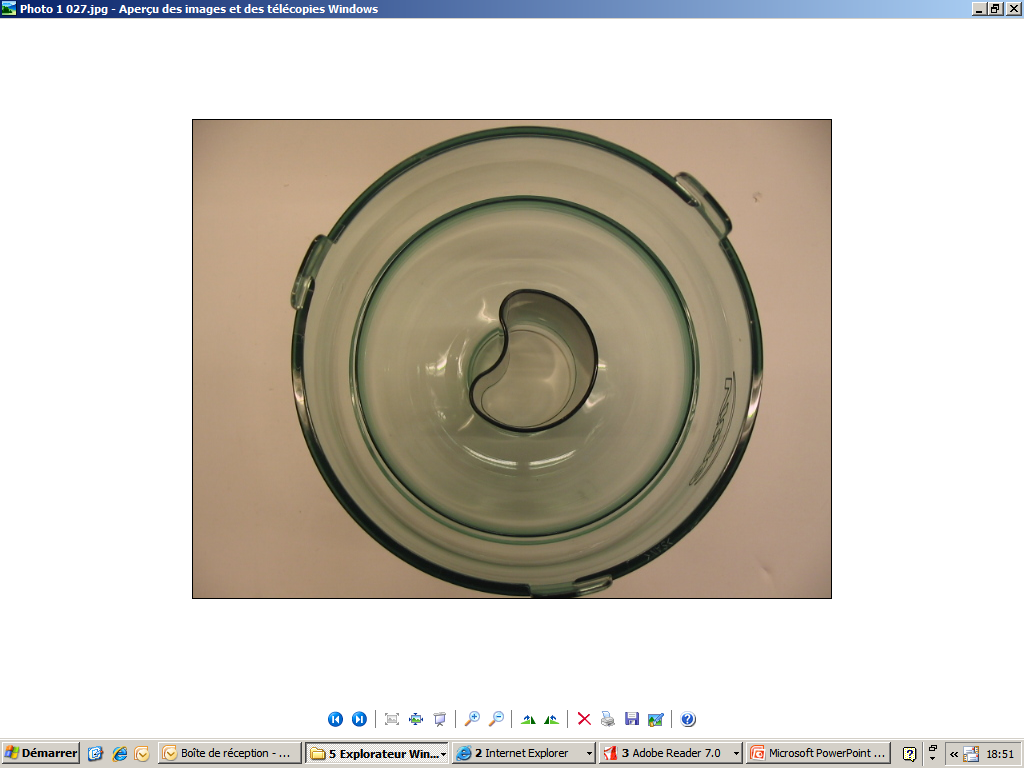 Photo 1 027.jpg - Aperçu des images et des télécopies Windows
Démarrer
Boîte de réception - ...
5 Explorateur Win...
2 Internet Explorer
3 Adobe Reader 7.0
Microsoft PowerPoint ...
18:51